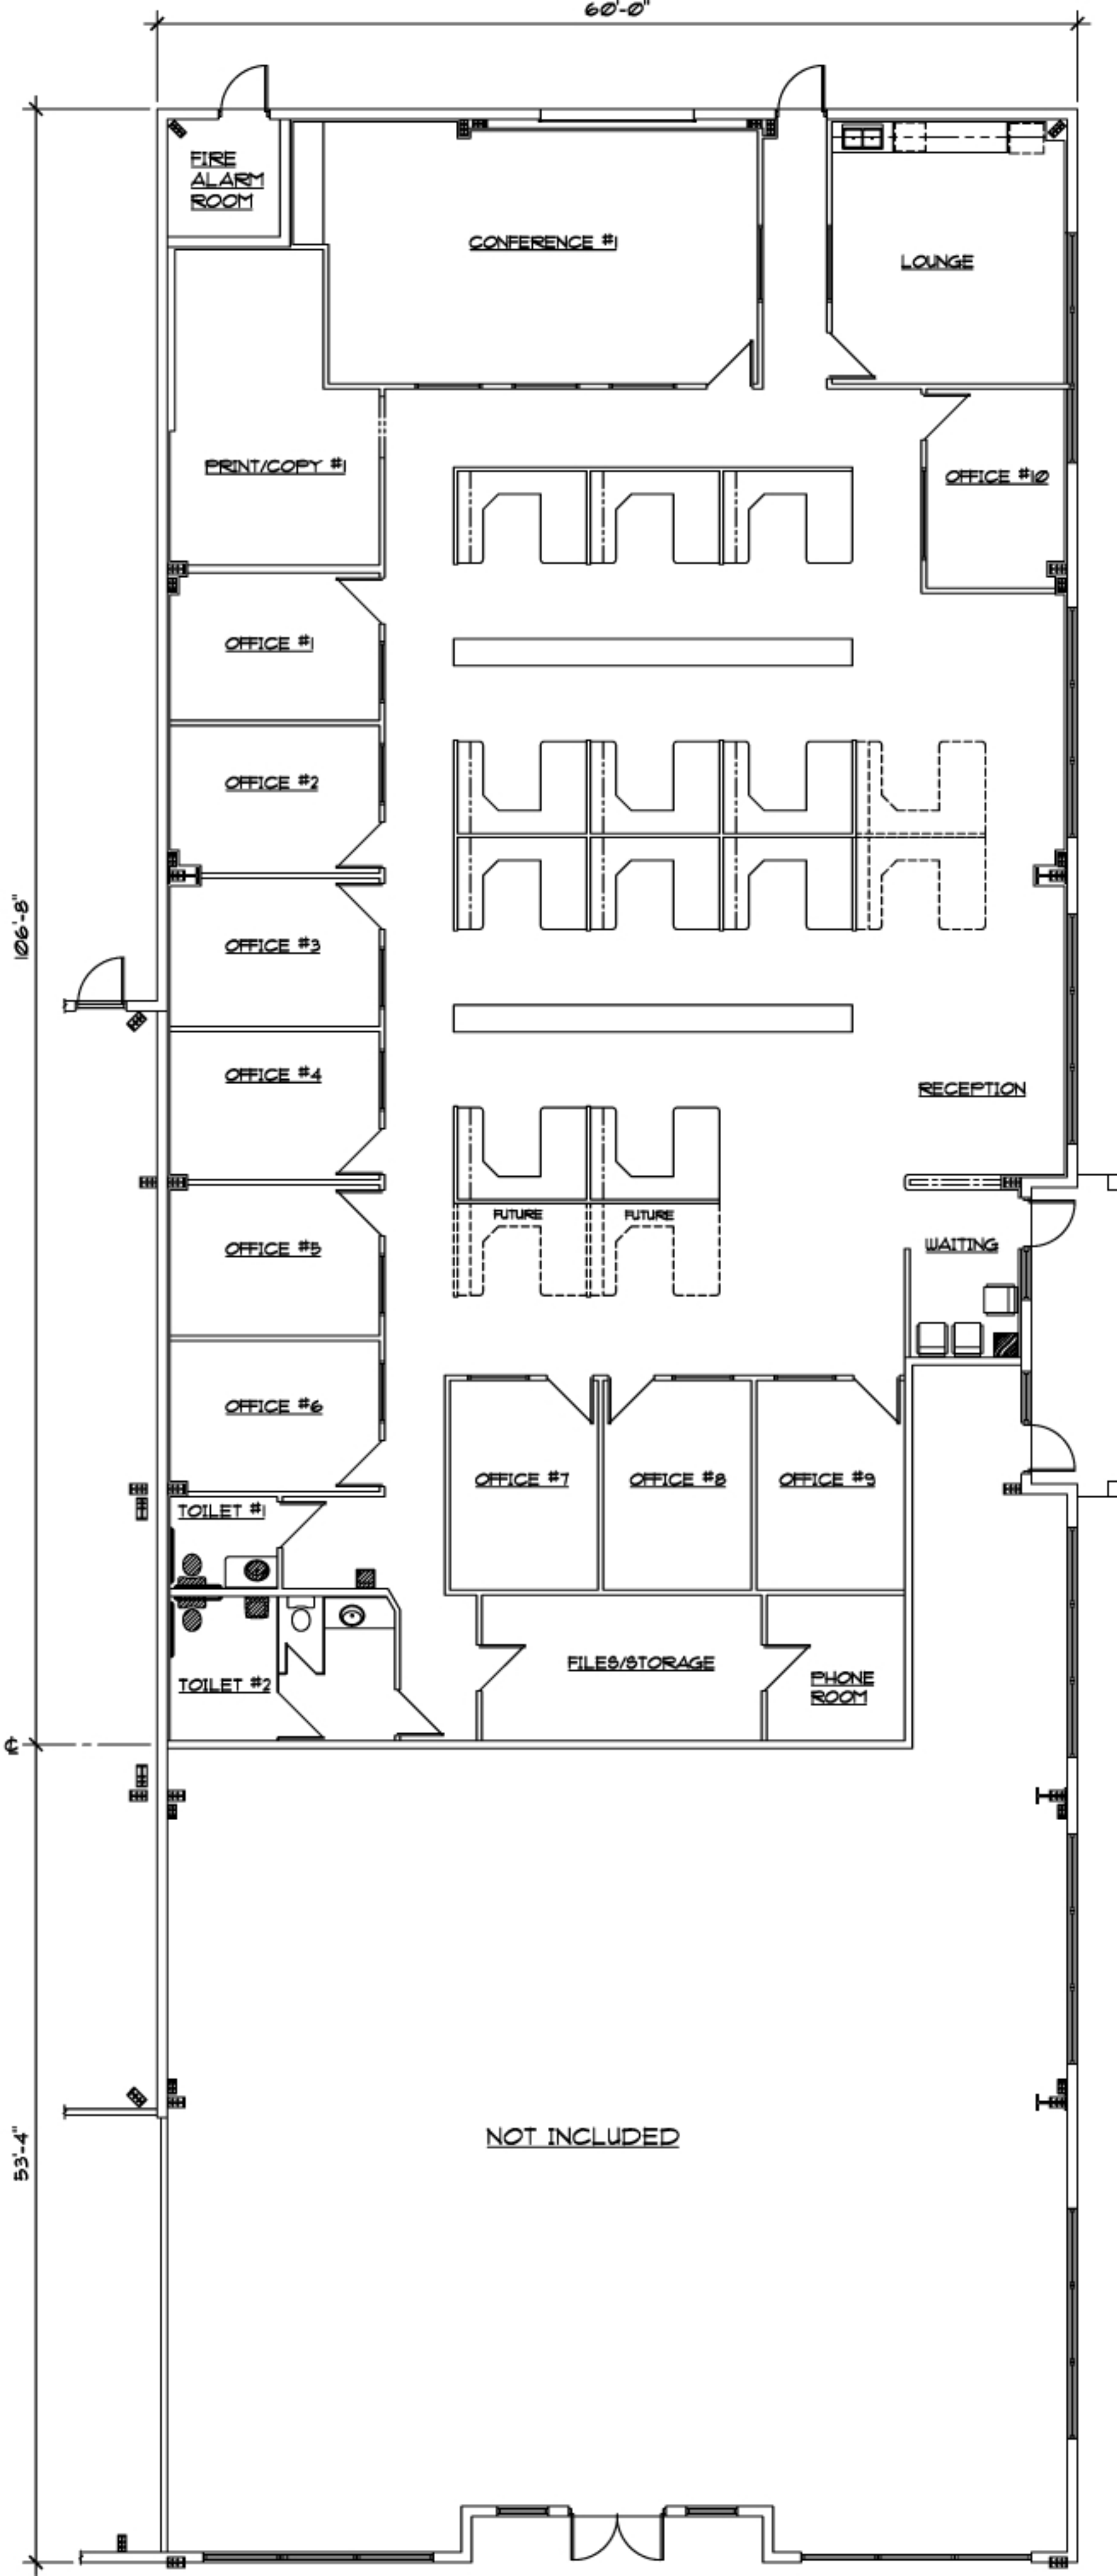 60'-0"
FIRE
ALARM
ROOM
CONFERENCE #1
LOUNGE
PRINT/COPY #1
OFFICE #10
OFFICE #1
OFFICE #2
106'-8"
OFFICE #3
OFFICE #4
RECEPTION
FUTURE
FUTURE
WAITING
OFFICE #5
OFFICE #6
OFFICE #7
OFFICE #8
OFFICE #9
TOILET #1
FILES/STORAGE
TOILET #2
PHONE
ROOM
53'-4"
NOT INCLUDED